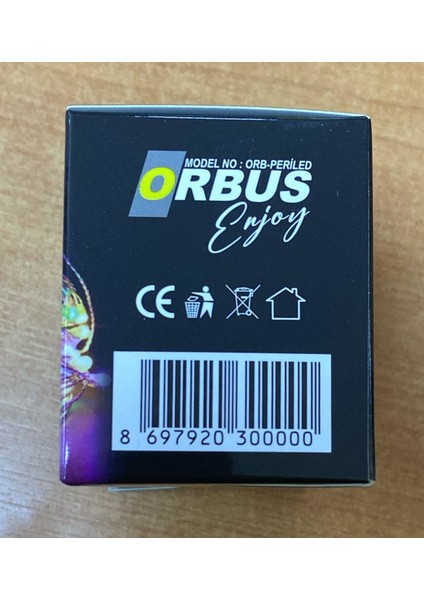 MODEL NO : ORB-PERİLED
ORBUS
Enjoy
CE
8 697920 300000